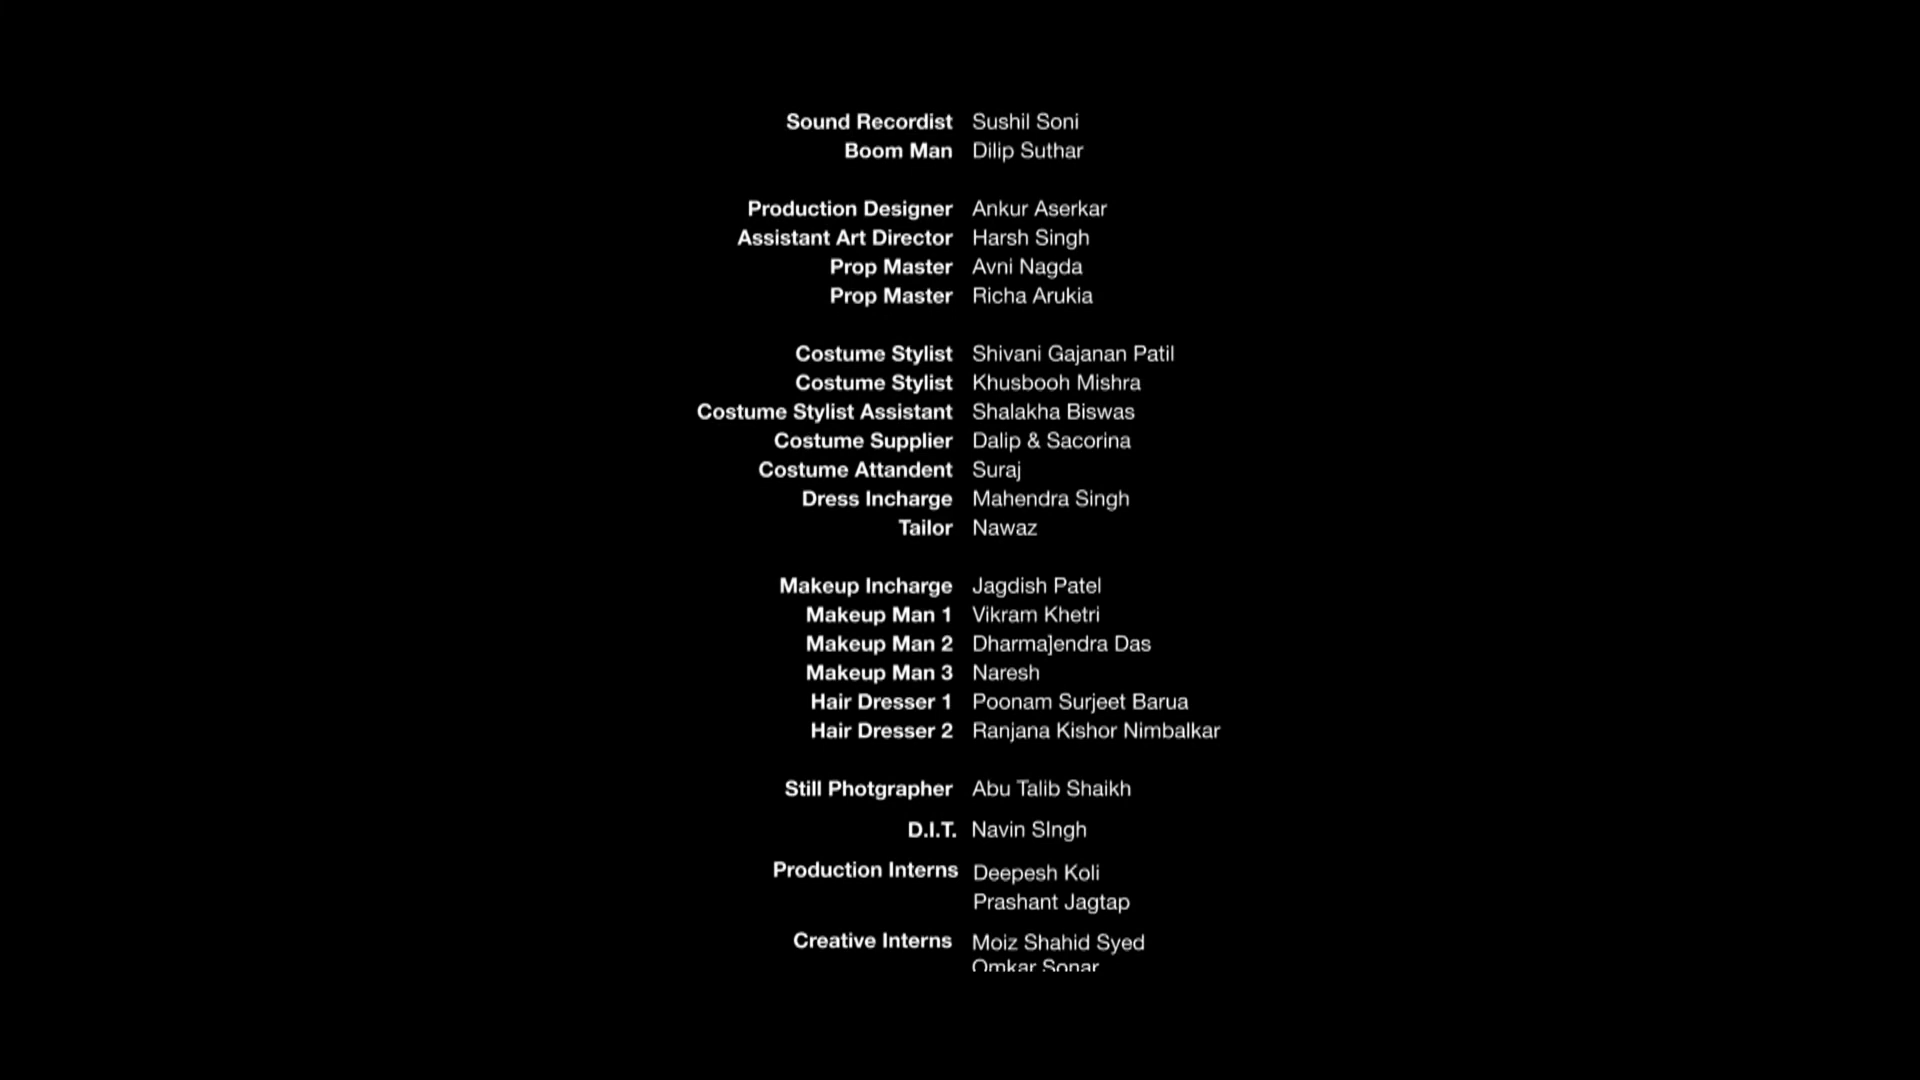 Sound Recordist Sushil Soni
Boom Man Dilip Suthar
Production Designer Ankur Aserkar
Assistant Art Director Harsh Singh
Prop Master Avni Nagda
Prop Master Richa Arukia
Costume Stylist Shivani Gajanan Patil
Costume Stylist Khusbooh Mishra
Costume Stylist Assistant Shalakha Biswas
Costume Supplier Dalip & Sacorina
Costume Attandent Suraj
Dress Incharge Mahendra Singh
Tailor Nawaz
Makeup Incharge Jagdish Patel
Makeup Man 1 Vikram Khetri
Makeup Man 2 Dharma]endra Das
Makeup Man 3 Naresh
Hair Dresser 1 Poonam Surjeet Barua
Hair Dresser 2 Ranjana Kishor Nimbalkar
Still Photgrapher Abu Talib Shaikh
D.I.T. Navin SIngh
Production Interns Deepesh Koli
Prashant Jagtap
Creative Interns Moiz Shahid Syed
Omkar Sonar